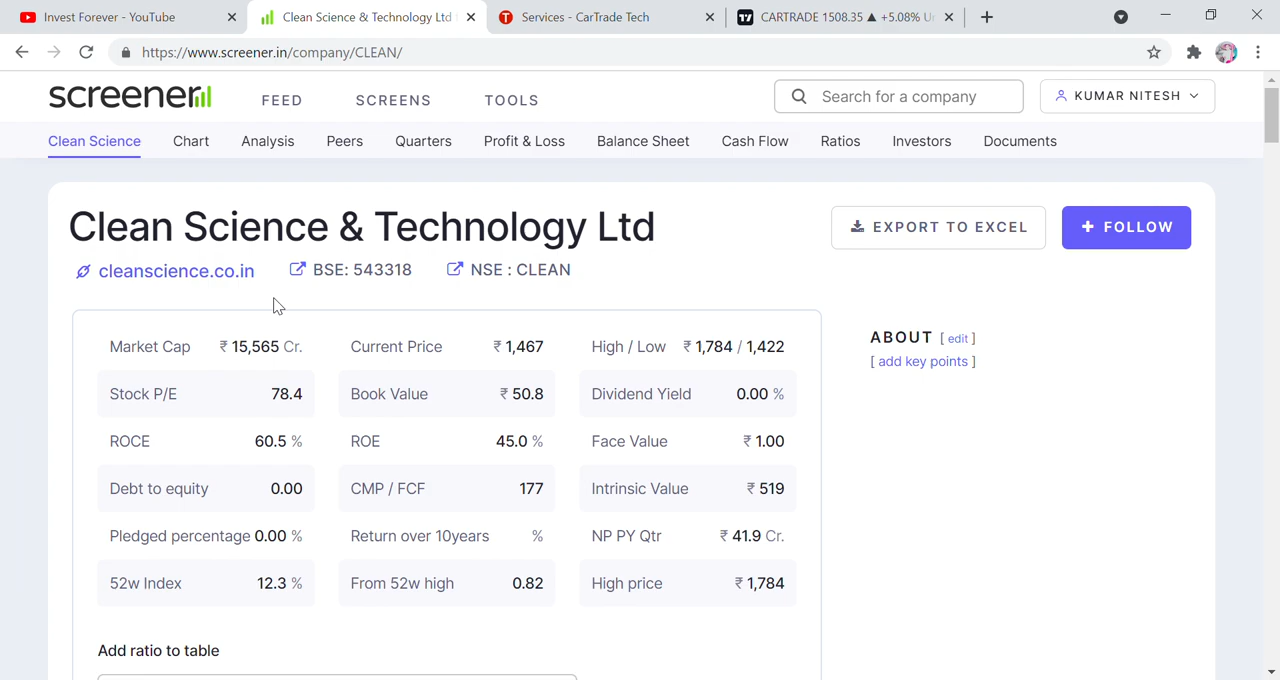 Invest Forever - YouTube
Clean Science & Technology Ltd
Services - CarTrade Tech
CARTRADE 1508.35 ▲ +5.08%
https://www.screener.in/company/CLEAN/
screener
FEED
SCREENS
TOOLS
Search for a company
KUMAR NITESH
Clean Science
Chart
Analysis
Peers
Quarters
Profit & Loss
Balance Sheet
Cash Flow
Ratios
Investors
Documents
Clean Science & Technology Ltd
EXPORT TO EXCEL
+ FOLLOW
cleanscience.co.in
BSE: 543318
NSE : CLEAN
Market Cap ₹ 15,565 Cr.
Current Price ₹ 1,467
High / Low ₹ 1,784 / 1,422
Stock P/E 78.4
Book Value ₹ 50.8
Dividend Yield 0.00 %
ROCE 60.5 %
ROE 45.0 %
Face Value ₹ 1.00
Debt to equity 0.00
CMP / FCF 177
Intrinsic Value ₹ 519
Pledged percentage 0.00 %
Return over 10years %
NP PY Qtr ₹ 41.9 Cr.
52w Index 12.3 %
From 52w high 0.82
High price ₹ 1,784
Add ratio to table
ABOUT [ edit ]
[ add key points ]